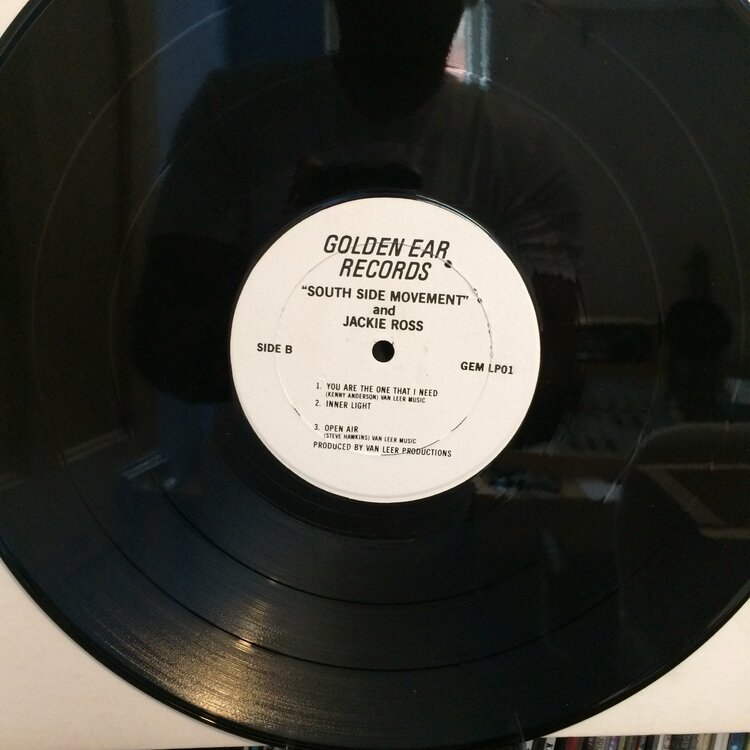 GOLDEN EAR
RECORDS
"SOUTH SIDE MOVEMENT"
and
JACKIE ROSS
SIDE B
GEM LP01
1. YOU ARE THE ONE THAT I NEED
(KENNY ANDERSON) VAN LEER MUSIC
2. INNER LIGHT
3. OPEN AIR
(STEVE HAWKINS) VAN LEER MUSIC
PRODUCED BY VAN LEER PRODUCTIONS